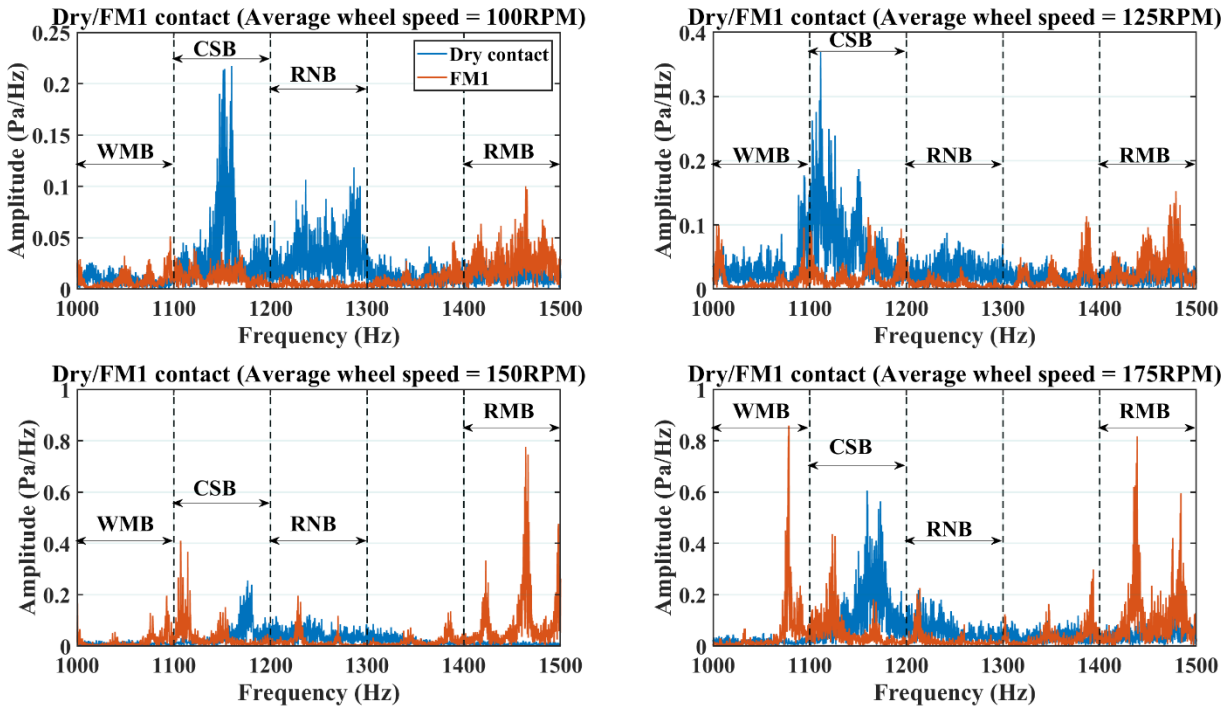 Dry/FM1 contact (Average wheel speed = 100RPM)
Amplitude (Pa/Hz)
0.25
0.2
0.15
0.1
0.05
0
CSB
RNB
WMB
RMB
Dry contact
FM1
1000 1100 1200 1300 1400 1500
Frequency (Hz)
Dry/FM1 contact (Average wheel speed = 125RPM)
Amplitude (Pa/Hz)
0.4
0.3
0.2
0.1
0
CSB
WMB
RNB
RMB
1000 1100 1200 1300 1400 1500
Frequency (Hz)
Dry/FM1 contact (Average wheel speed = 150RPM)
Amplitude (Pa/Hz)
1
0.8
0.6
0.4
0.2
0
RMB
CSB
WMB
RNB
1000 1100 1200 1300 1400 1500
Frequency (Hz)
Dry/FM1 contact (Average wheel speed = 175RPM)
Amplitude (Pa/Hz)
1
0.8
0.6
0.4
0.2
0
WMB
RMB
CSB
RNB
1000 1100 1200 1300 1400 1500
Frequency (Hz)